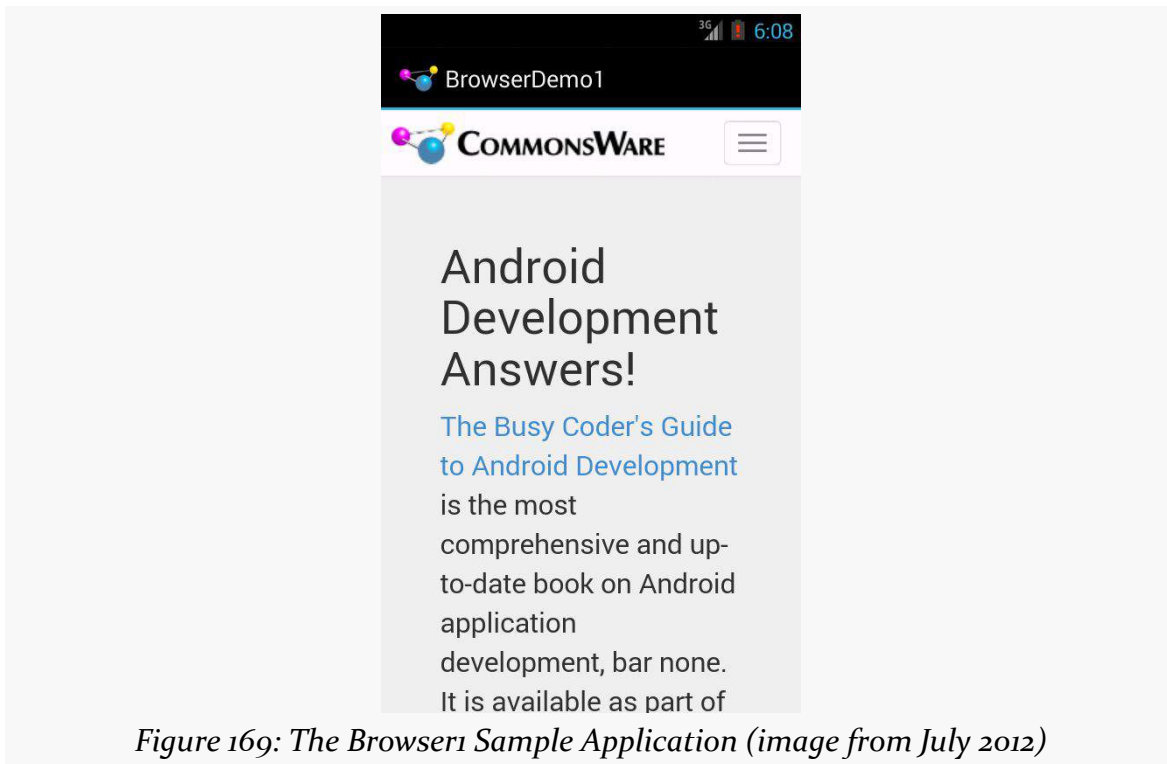 3G 6:08
BrowserDemo1
COMMONSWARE
Android
Development
Answers!
The Busy Coder's Guide
to Android Development
is the most
comprehensive and up-
to-date book on Android
application
development, bar none.
It is available as part of
Figure 169: The Browser1 Sample Application (image from July 2012)